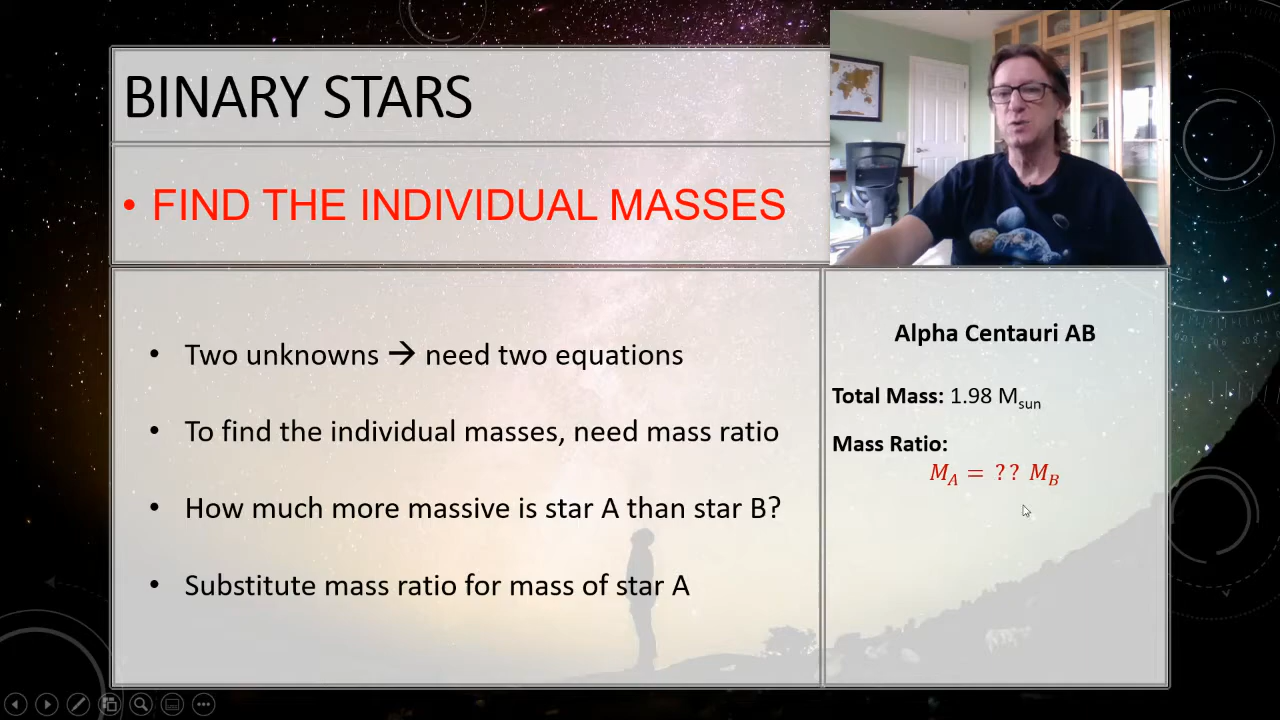 BINARY STARS
• FIND THE INDIVIDUAL MASSES
• Two unknowns → need two equations
• To find the individual masses, need mass ratio
• How much more massive is star A than star B?
• Substitute mass ratio for mass of star A
Alpha Centauri AB
Total Mass: 1.98 Msun
Mass Ratio:
MA = ?? MB